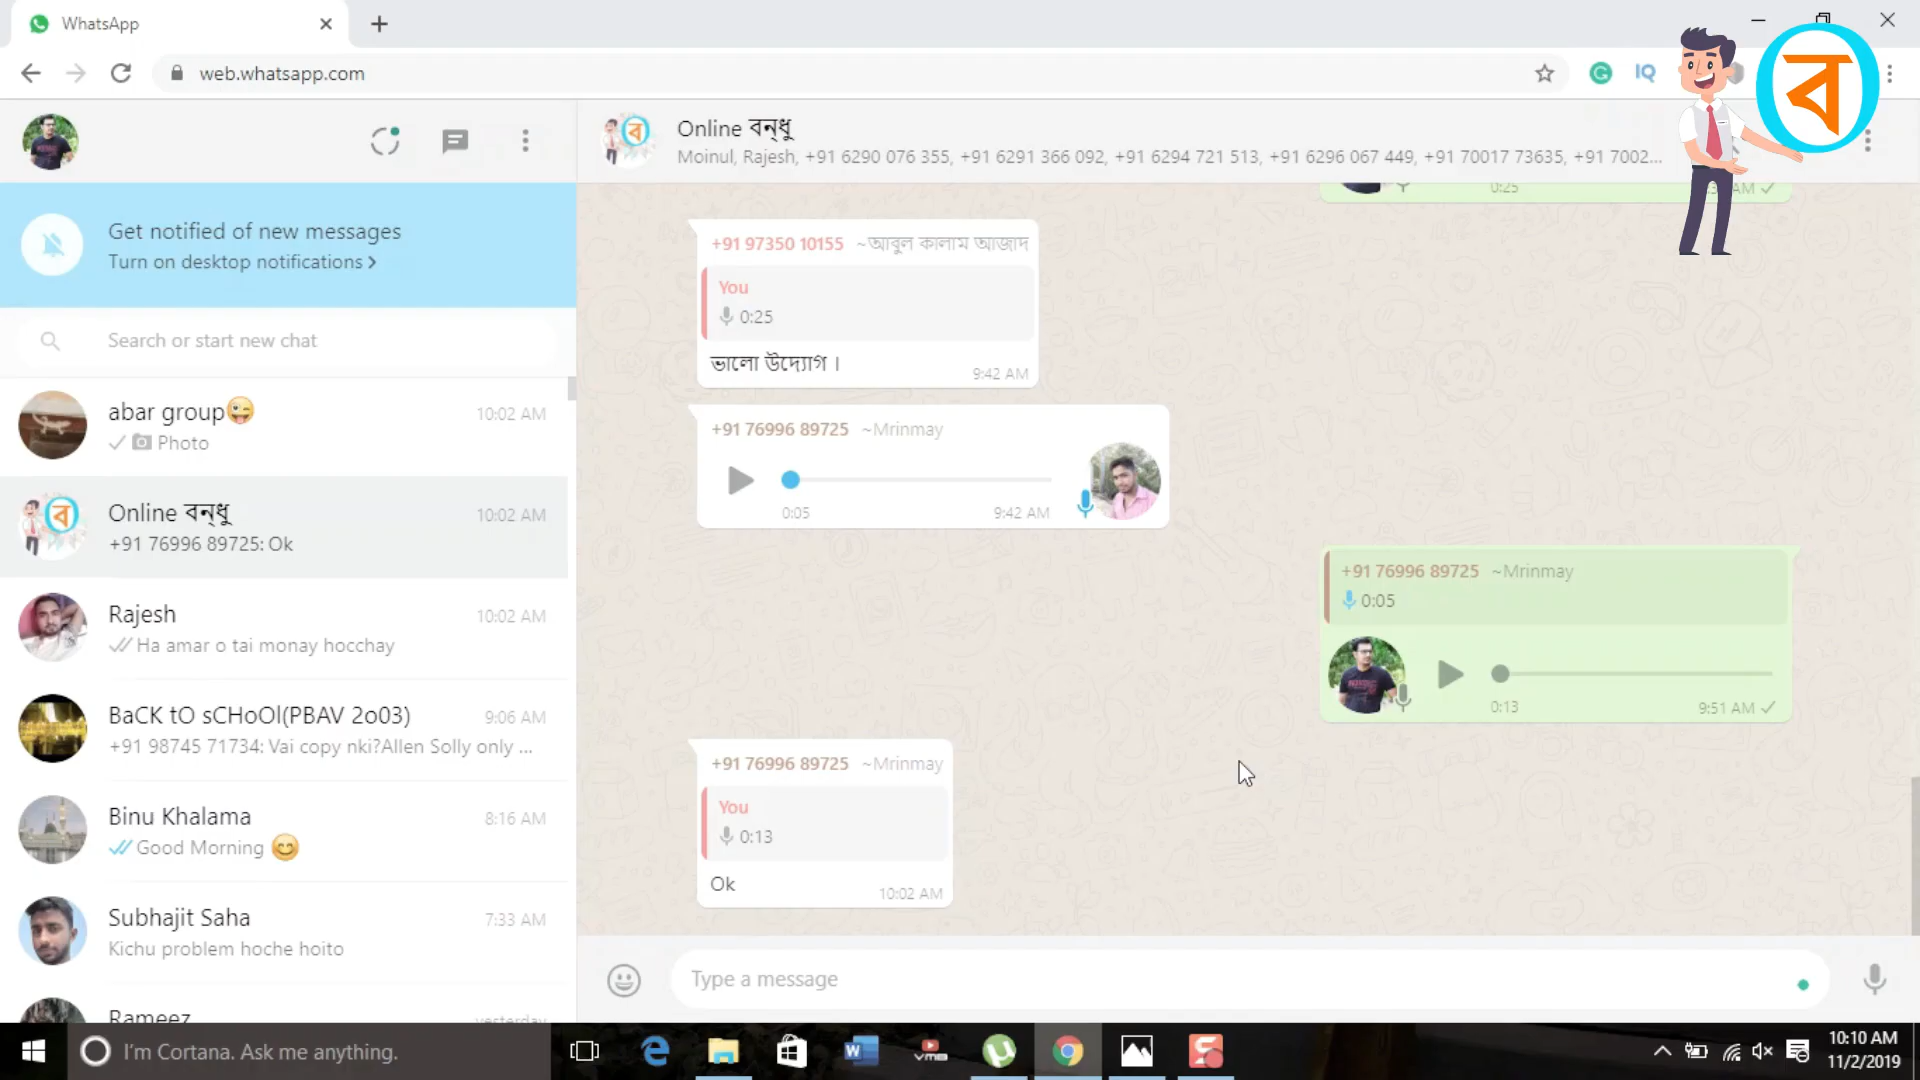 WhatsApp
web.whatsapp.com
IQ
ব
Online বন্ধু
Moinul, Rajesh, +91 6290 076 355, +91 6291 366 092, +91 6294 721 513, +91 6296 067 449, +91 70017 73635, +91 7002...
Get notified of new messages
Turn on desktop notifications >
Search or start new chat
abar group😜
10:02 AM
Photo
Online বন্ধু
10:02 AM
+91 76996 89725: Ok
Rajesh
10:02 AM
Ha amar o tai monay hocchay
BaCK tO sCHoOl(PBAV 2o03)
9:06 AM
+91 98745 71734: Vai copy nki?Allen Solly only ...
Binu Khalama
8:16 AM
Good Morning 😊
Subhajit Saha
7:33 AM
Kichu problem hoche hoito
Rameez
yesterday
0:25
AM
+91 97350 10155 ~আবুল কালাম আজাদ
You
0:25
ভালো উদ্যোগ।
9:42 AM
+91 76996 89725 ~Mrinmay
0:05
9:42 AM
+91 76996 89725 ~Mrinmay
0:05
0:13
9:51 AM
+91 76996 89725 ~Mrinmay
You
0:13
Ok
10:02 AM
Type a message
I'm Cortana. Ask me anything.
10:10 AM
11/2/2019